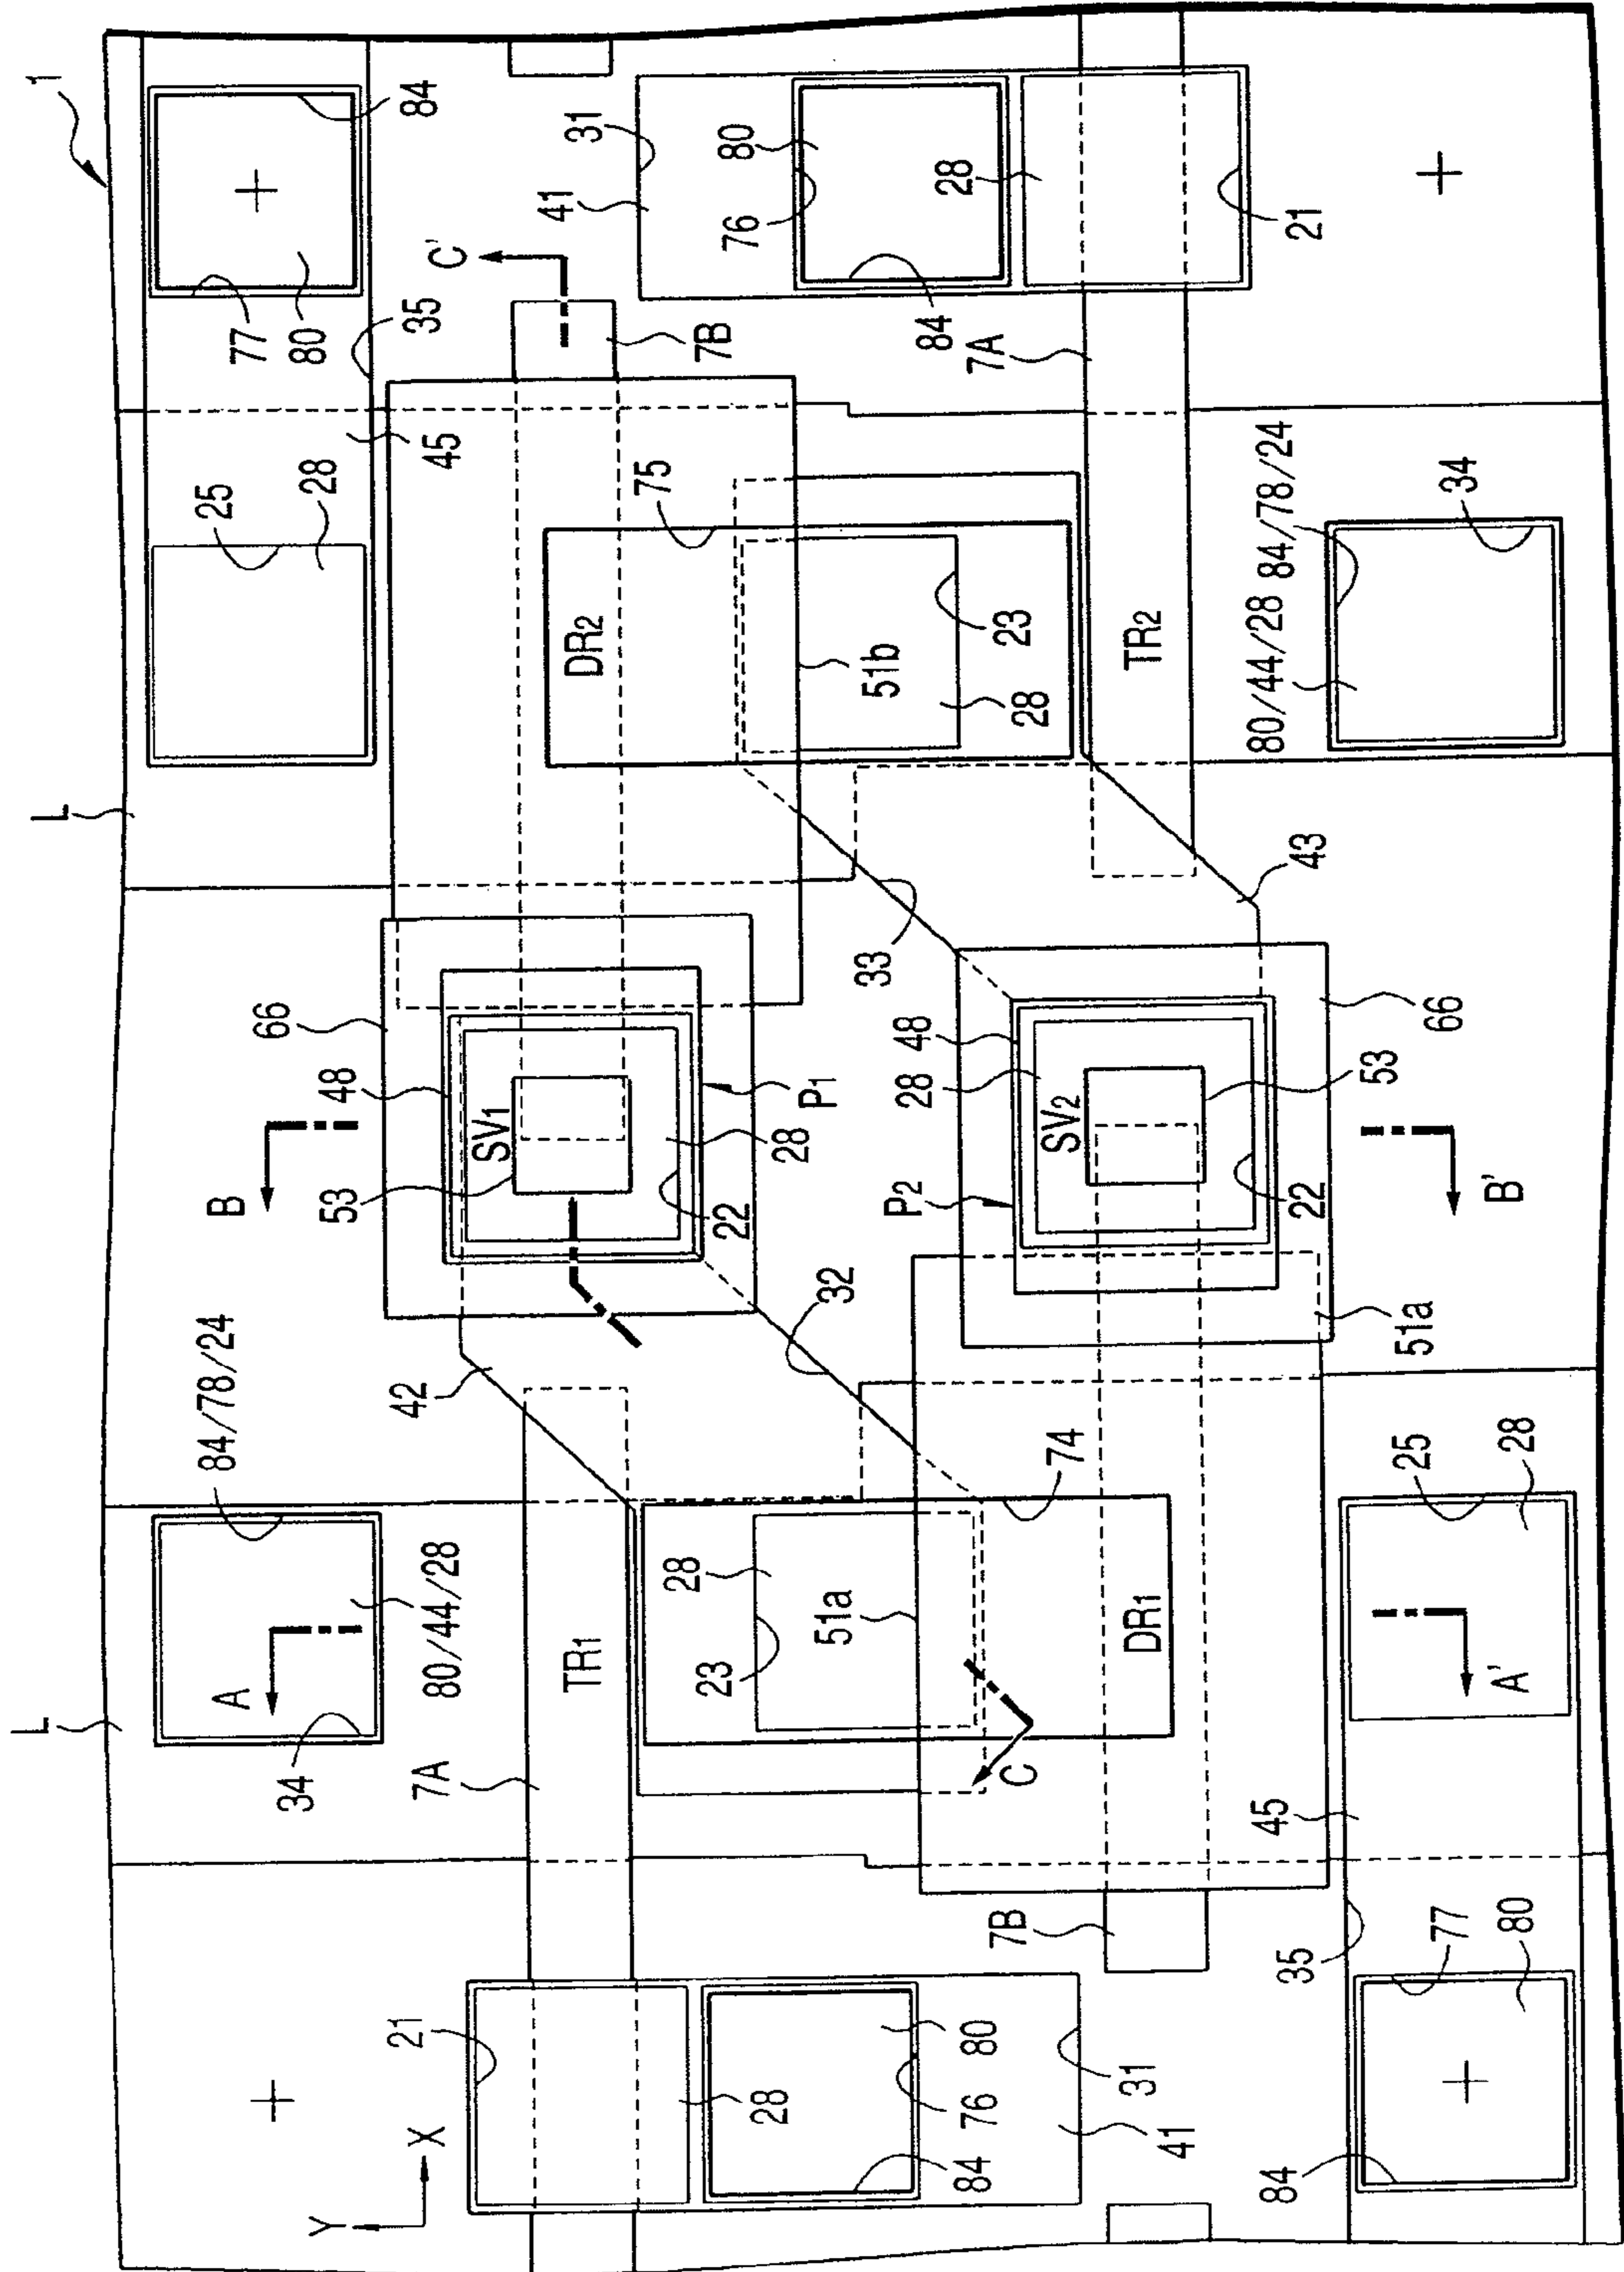 L
L
1
A
84/78/24
B
25
77
66
34
28
80
Y
53
48
21
42
84
X
7A
80/44/28
45
35
C'
SV1
TR1
DR2
41
31
28
75
7B
23
22
76
80
28
28
P1
51a
32
33
51b
P2
28
48
84
28
84
76
80
7B
C
28
23
7A
74
SV2
53
31
DR1
TR2
41
84
45
80/44/28
84/78/24
35
22
43
21
25
51a
66
77
34
80
A'
28
B'